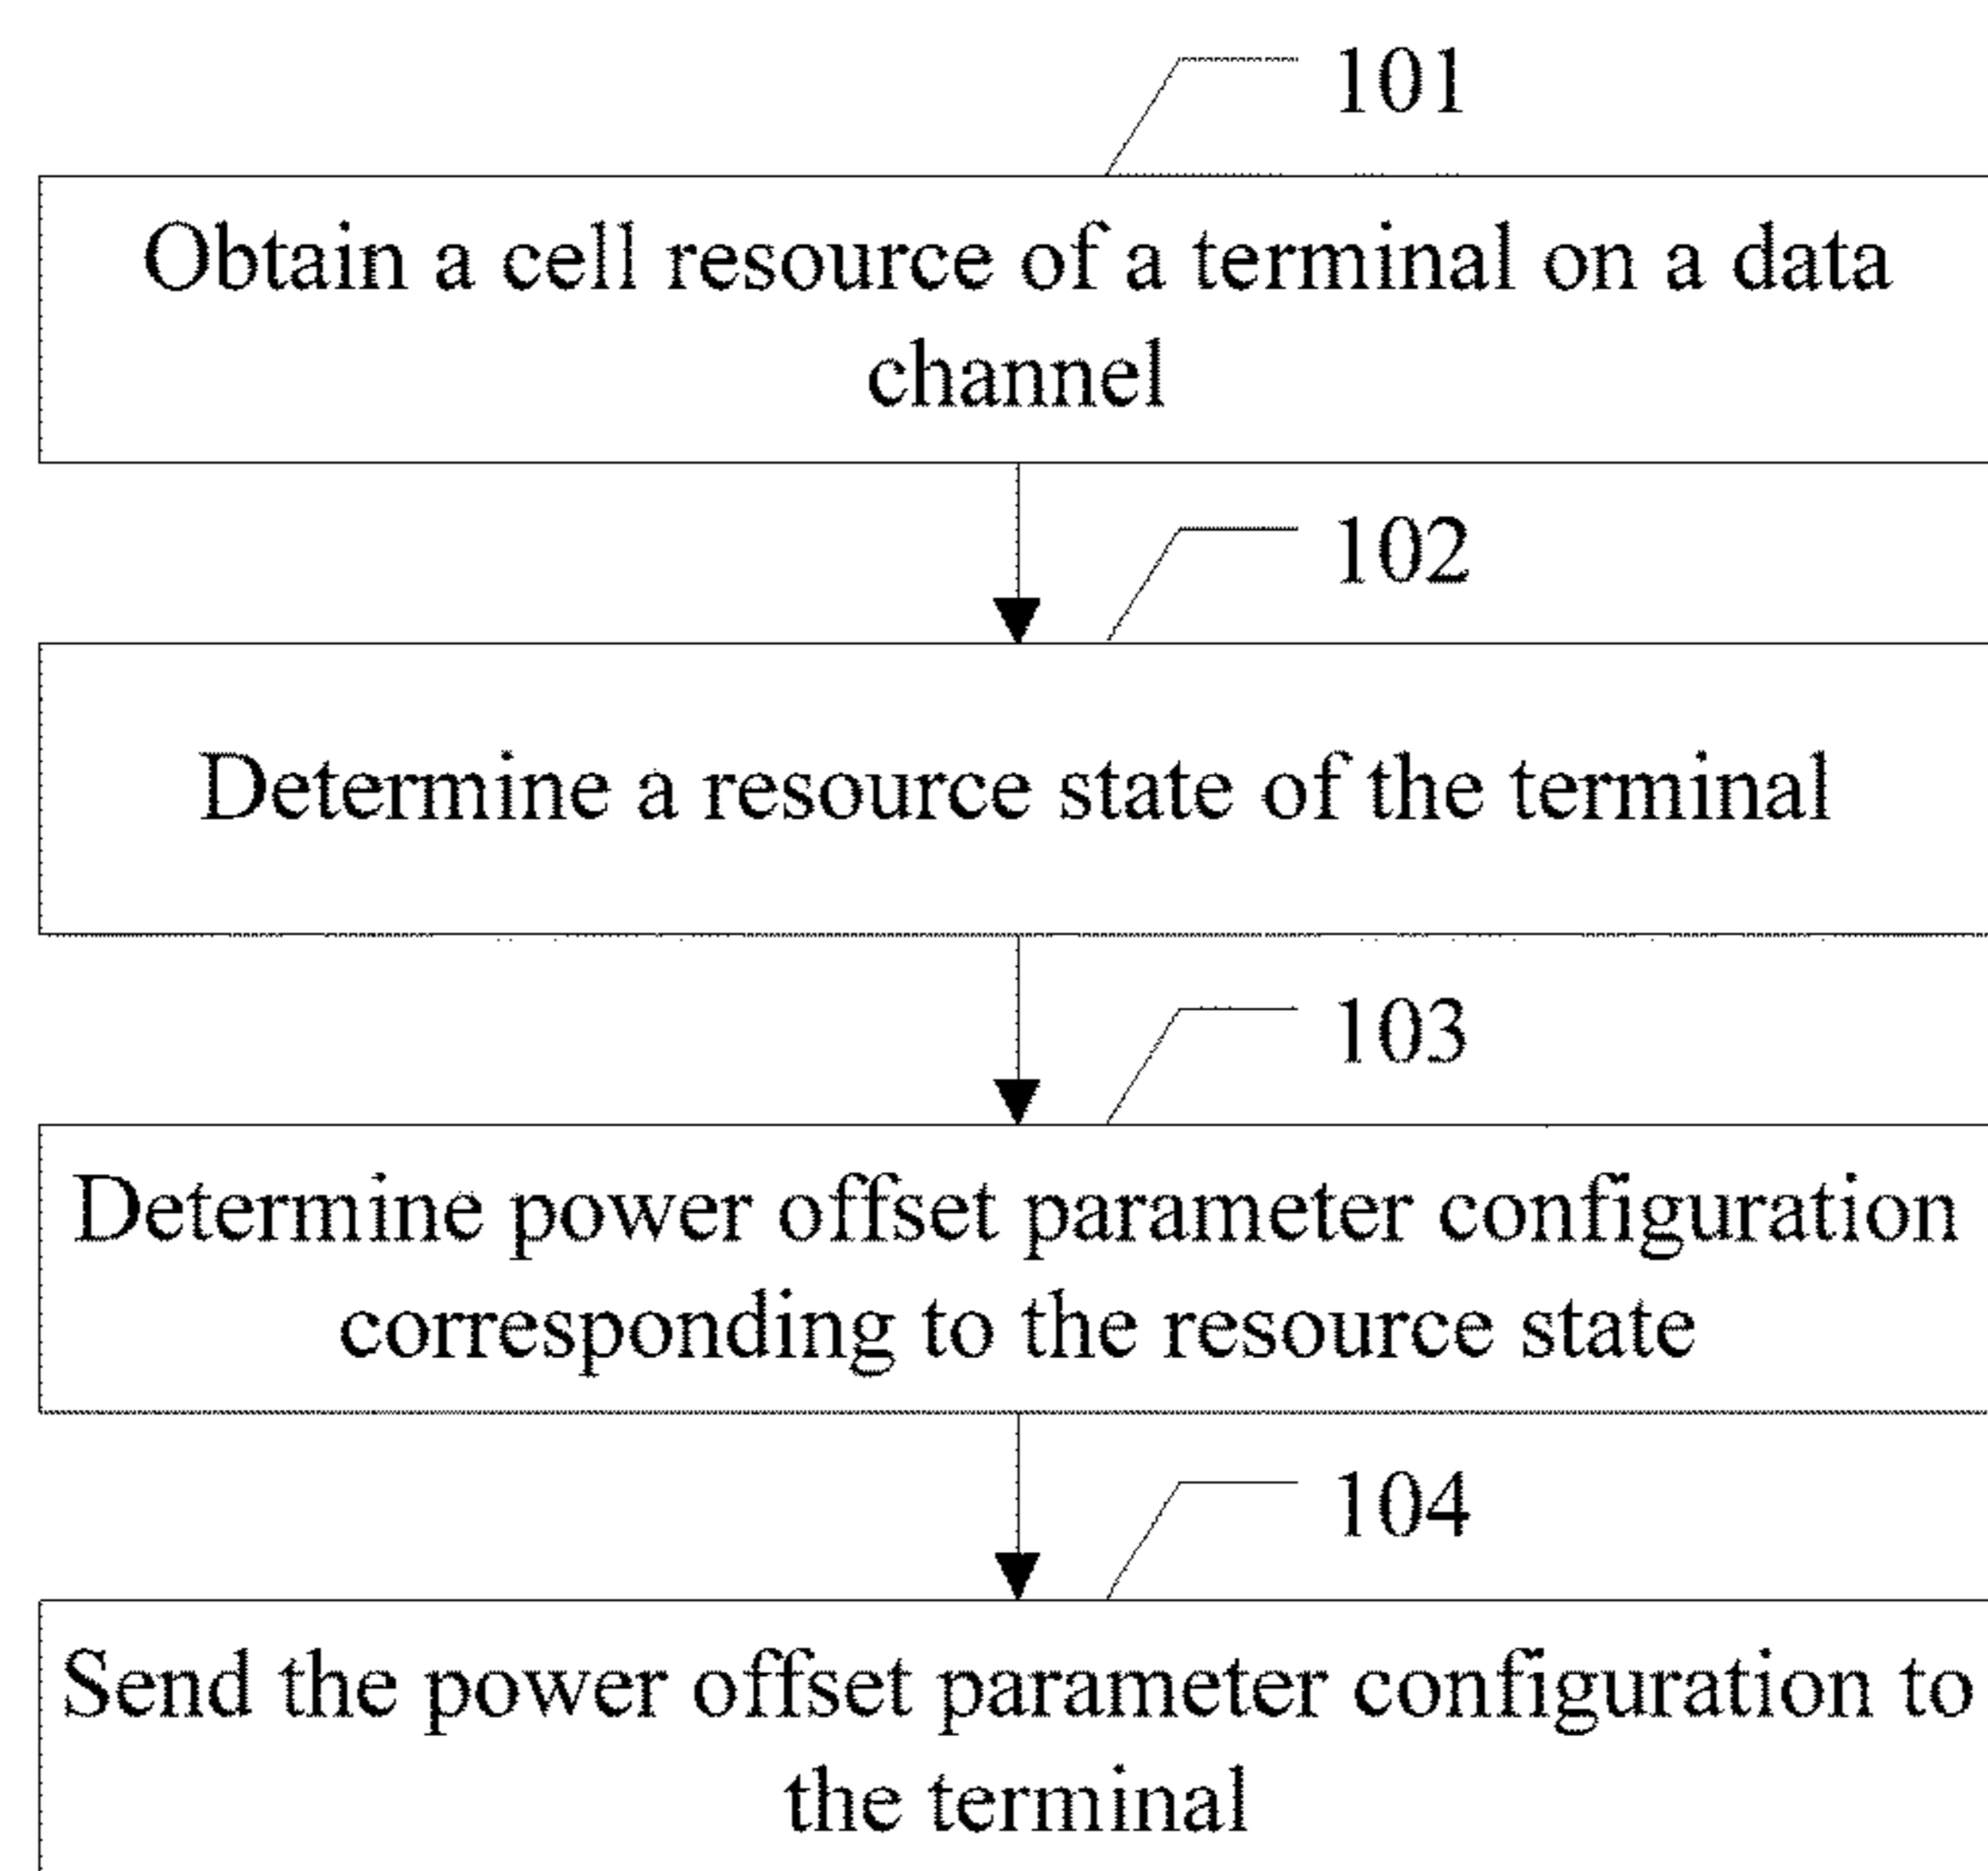 101
Obtain a cell resource of a terminal on a data
channel
102
Determine a resource state of the terminal
103
Determine power offset parameter configuration
corresponding to the resource state
104
Send the power offset parameter configuration to
the terminal